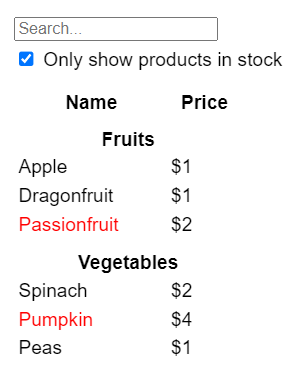 Search...
Only show products in stock
Name Price
Fruits
Apple $1
Dragonfruit $1
Passionfruit $2
Vegetables
Spinach $2
Pumpkin $4
Peas $1